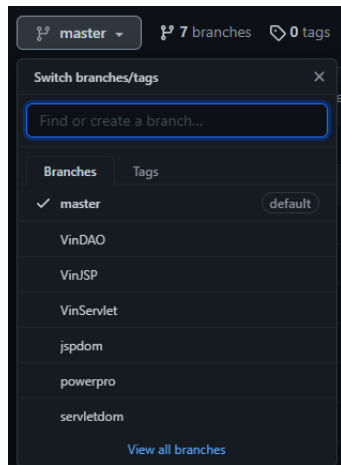 master 7 branches 0 tags
Switch branches/tags
Find or create a branch...
Branches Tags
master default
VinDAO
VinJSP
VinServlet
jspdom
powerpro
servletdom
View all branches